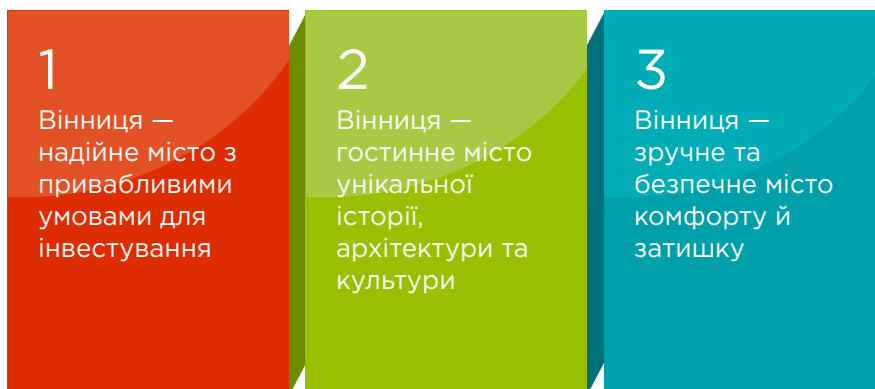 1
Вінниця —
надійне місто з
привабливими
умовами для
інвестування
2
Вінниця —
гостинне місто
унікальної
історії,
архітектури та
культури
3
Вінниця —
зручне та
безпечне місто
комфорту й
затишку